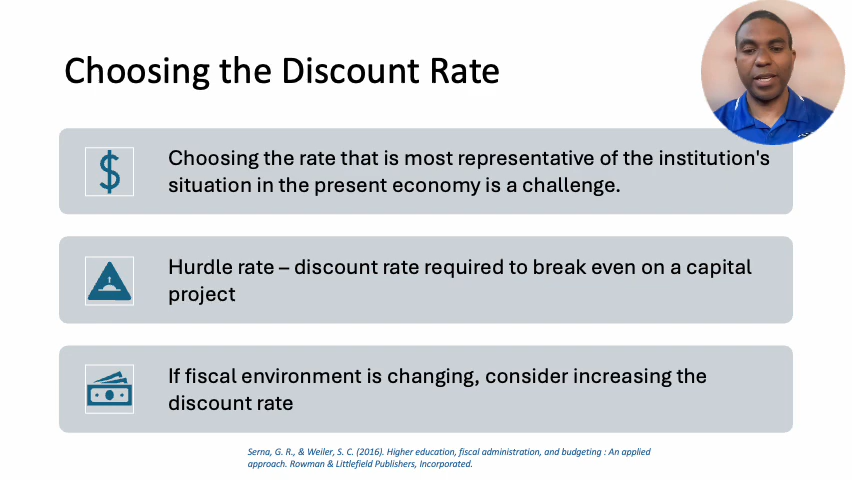 Choosing the Discount Rate
Choosing the rate that is most representative of the institution's
situation in the present economy is a challenge.
Hurdle rate – discount rate required to break even on a capital
project
If fiscal environment is changing, consider increasing the
discount rate
Serna, G. R., & Weiler, S. C. (2016). Higher education, fiscal administration, and budgeting : An applied
approach. Rowman & Littlefield Publishers, Incorporated.